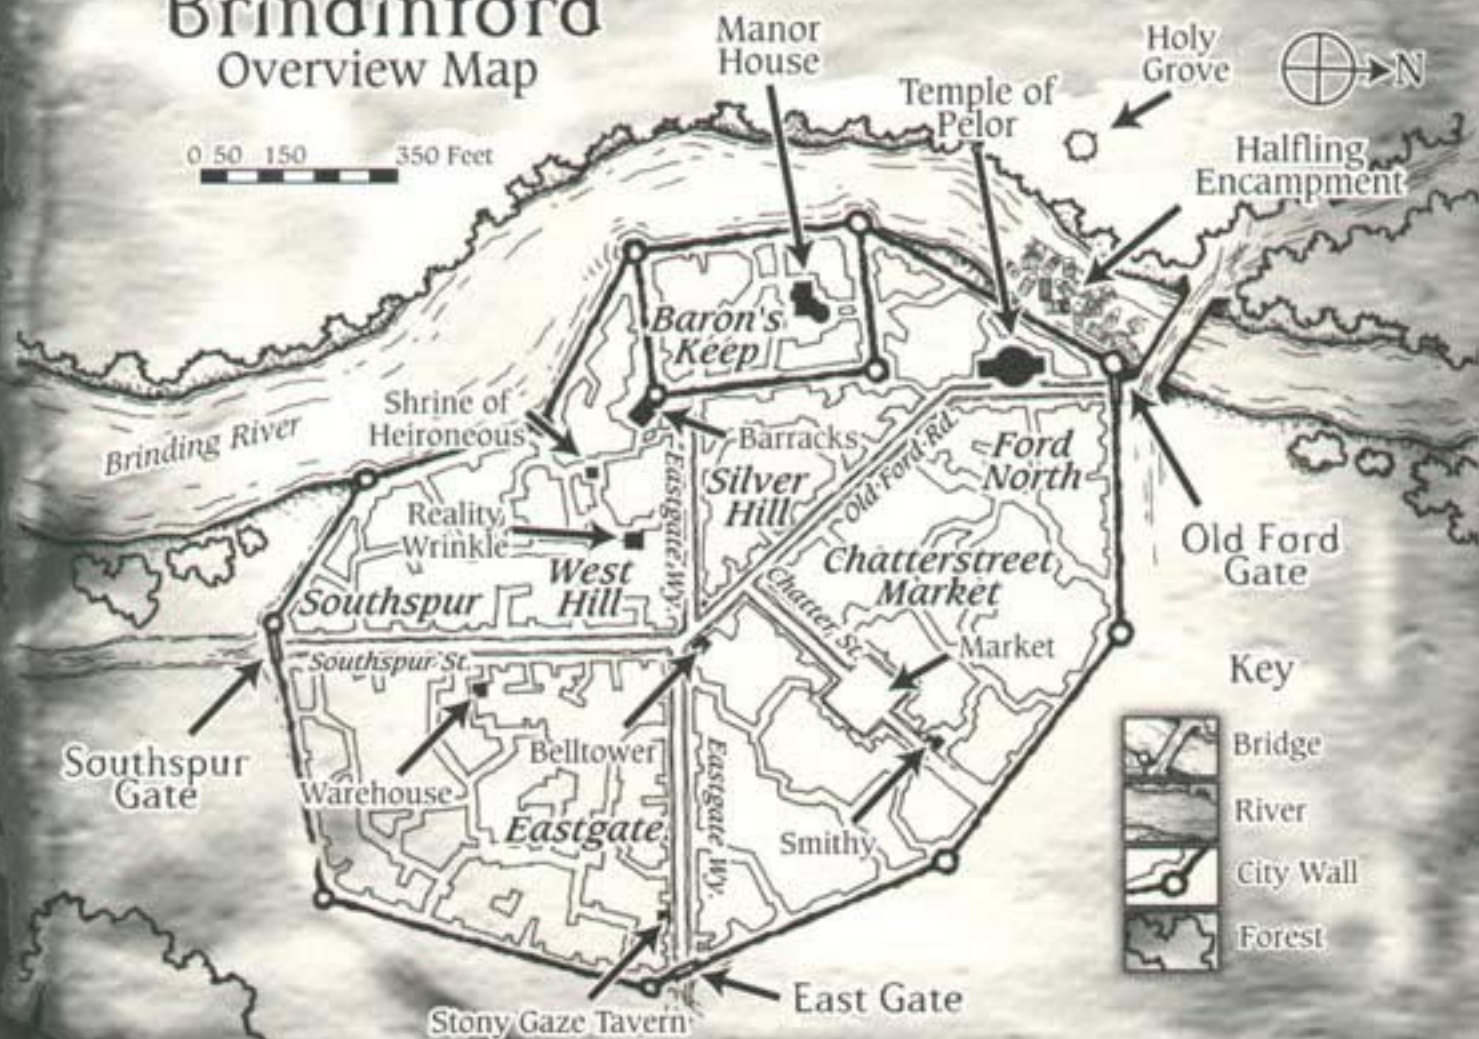 Brindinford
Overview Map
0 50 150 350 Feet
Manor
House
Temple of
Pelor
Holy
Grove
N
Halfling
Encampment
Baron's
Keep
Shrine of
Heironeous
Barracks
Brinding River
Silver
Hill
Old Ford Rd.
Ford
North
Eastgate Wy.
Reality
Wrinkle
West
Hill
Southspur
Chatterstreet
Market
Chatter St.
Old Ford
Gate
Southspur St.
Market
Key
Southspur
Gate
Warehouse
Belltower
Eastgate
Eastgate Wy.
Smithy
Bridge
River
City Wall
Forest
East Gate
Stony Gaze Tavern